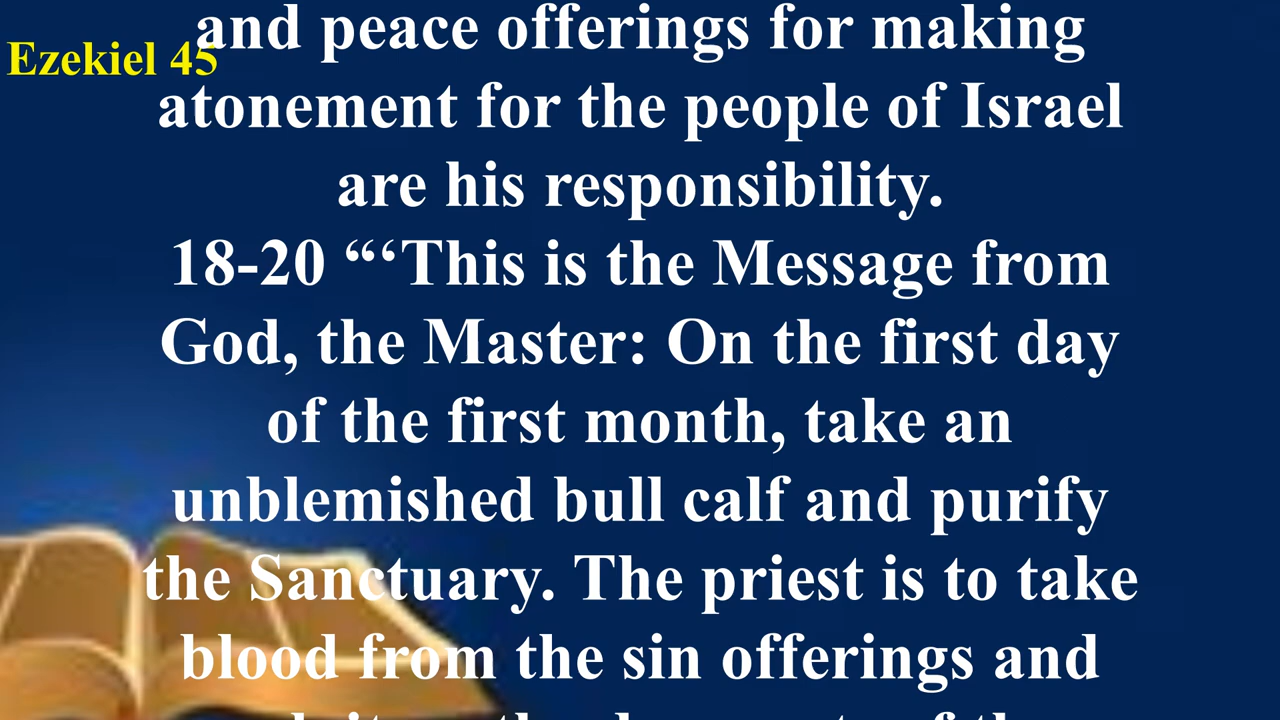 Ezekiel 45
and peace offerings for making
atonement for the people of Israel
are his responsibility.
18-20 “‘This is the Message from
God, the Master: On the first day
of the first month, take an
unblemished bull calf and purify
the Sanctuary. The priest is to take
blood from the sin offerings and